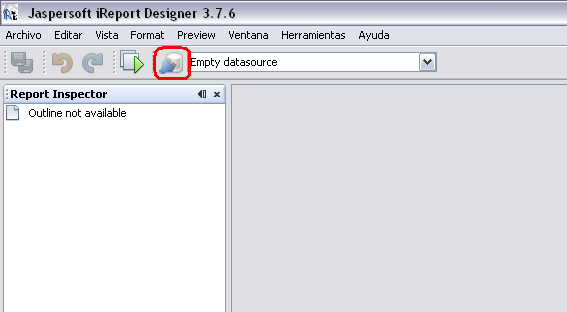 Jaspersoft iReport Designer 3.7.6
Archivo Editar Vista Format Preview Ventana Herramientas Ayuda
Empty datasource
Report Inspector
Outline not available